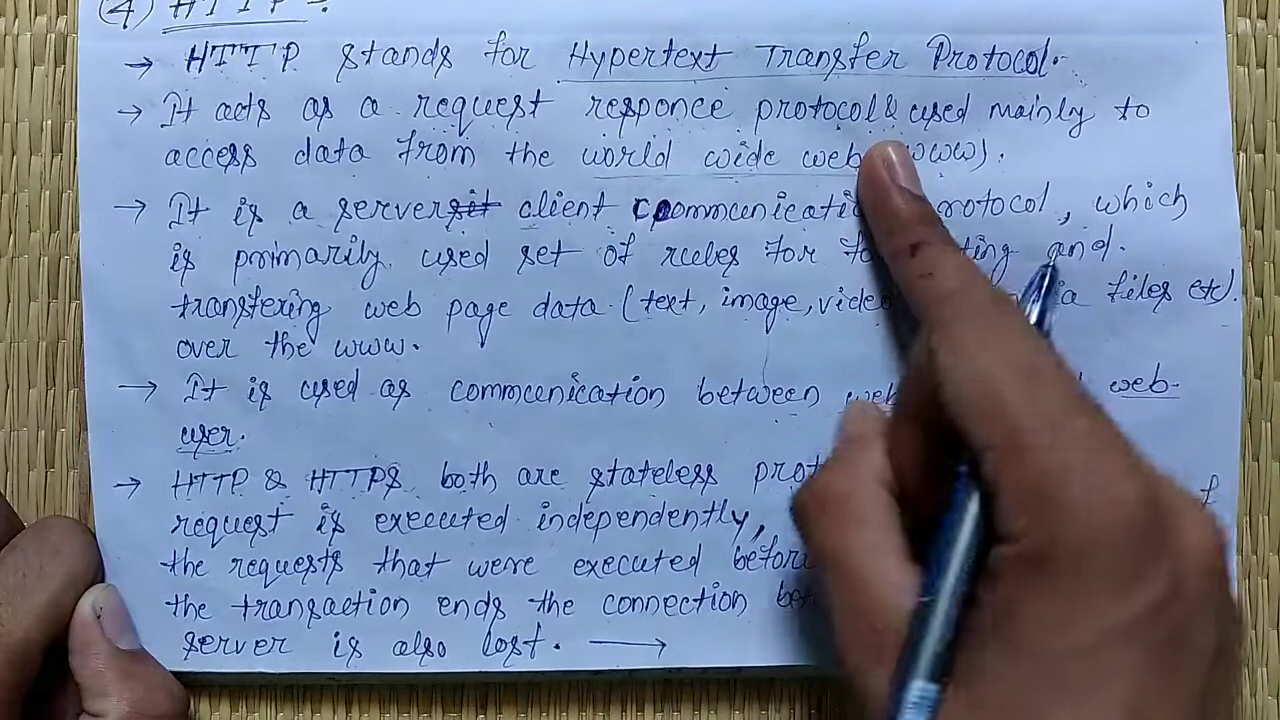 (4) HTTP :
→ HTTP stands for Hypertext Transfer Protocol.
→ It acts as a request responce protocol & used mainly to
access data from the world wide web (www).
→ It is a server client communication protocol, which
is primarily used set of rules for and
transfering web page data (text, image, video files etc).
over the www.
→ It is used as communication between web web-
user.
→ HTTP & HTTPS both are stateless
request is executed independently,
the requests that were executed before
the transaction ends the connection
server is also lost. →